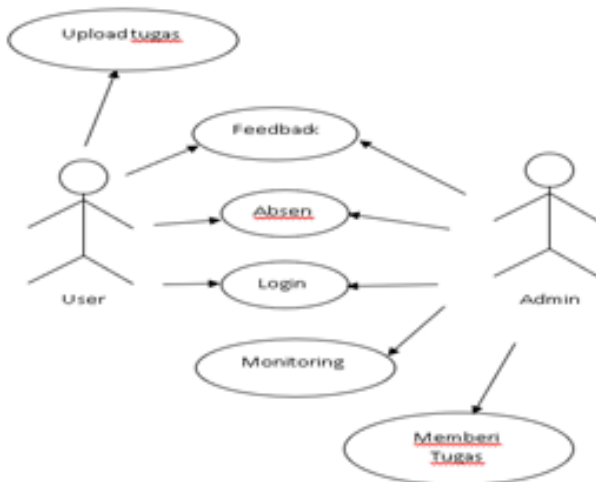 Upload tugas
Feedback
Absen
Login
User
Admin
Monitoring
Memberi
Tugas